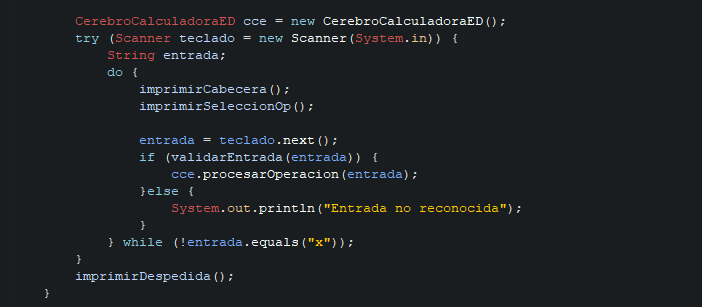 CerebroCalculadoraED cce = new CerebroCalculadoraED();
try (Scanner teclado = new Scanner(System.in)) {
String entrada;
do {
imprimirCabecera();
imprimirSeleccionOp();
entrada = teclado.next();
if (validarEntrada(entrada)) {
cce.procesarOperacion(entrada);
}else {
System.out.println("Entrada no reconocida");
}
} while (!entrada.equals("x"));
}
imprimirDespedida();
}